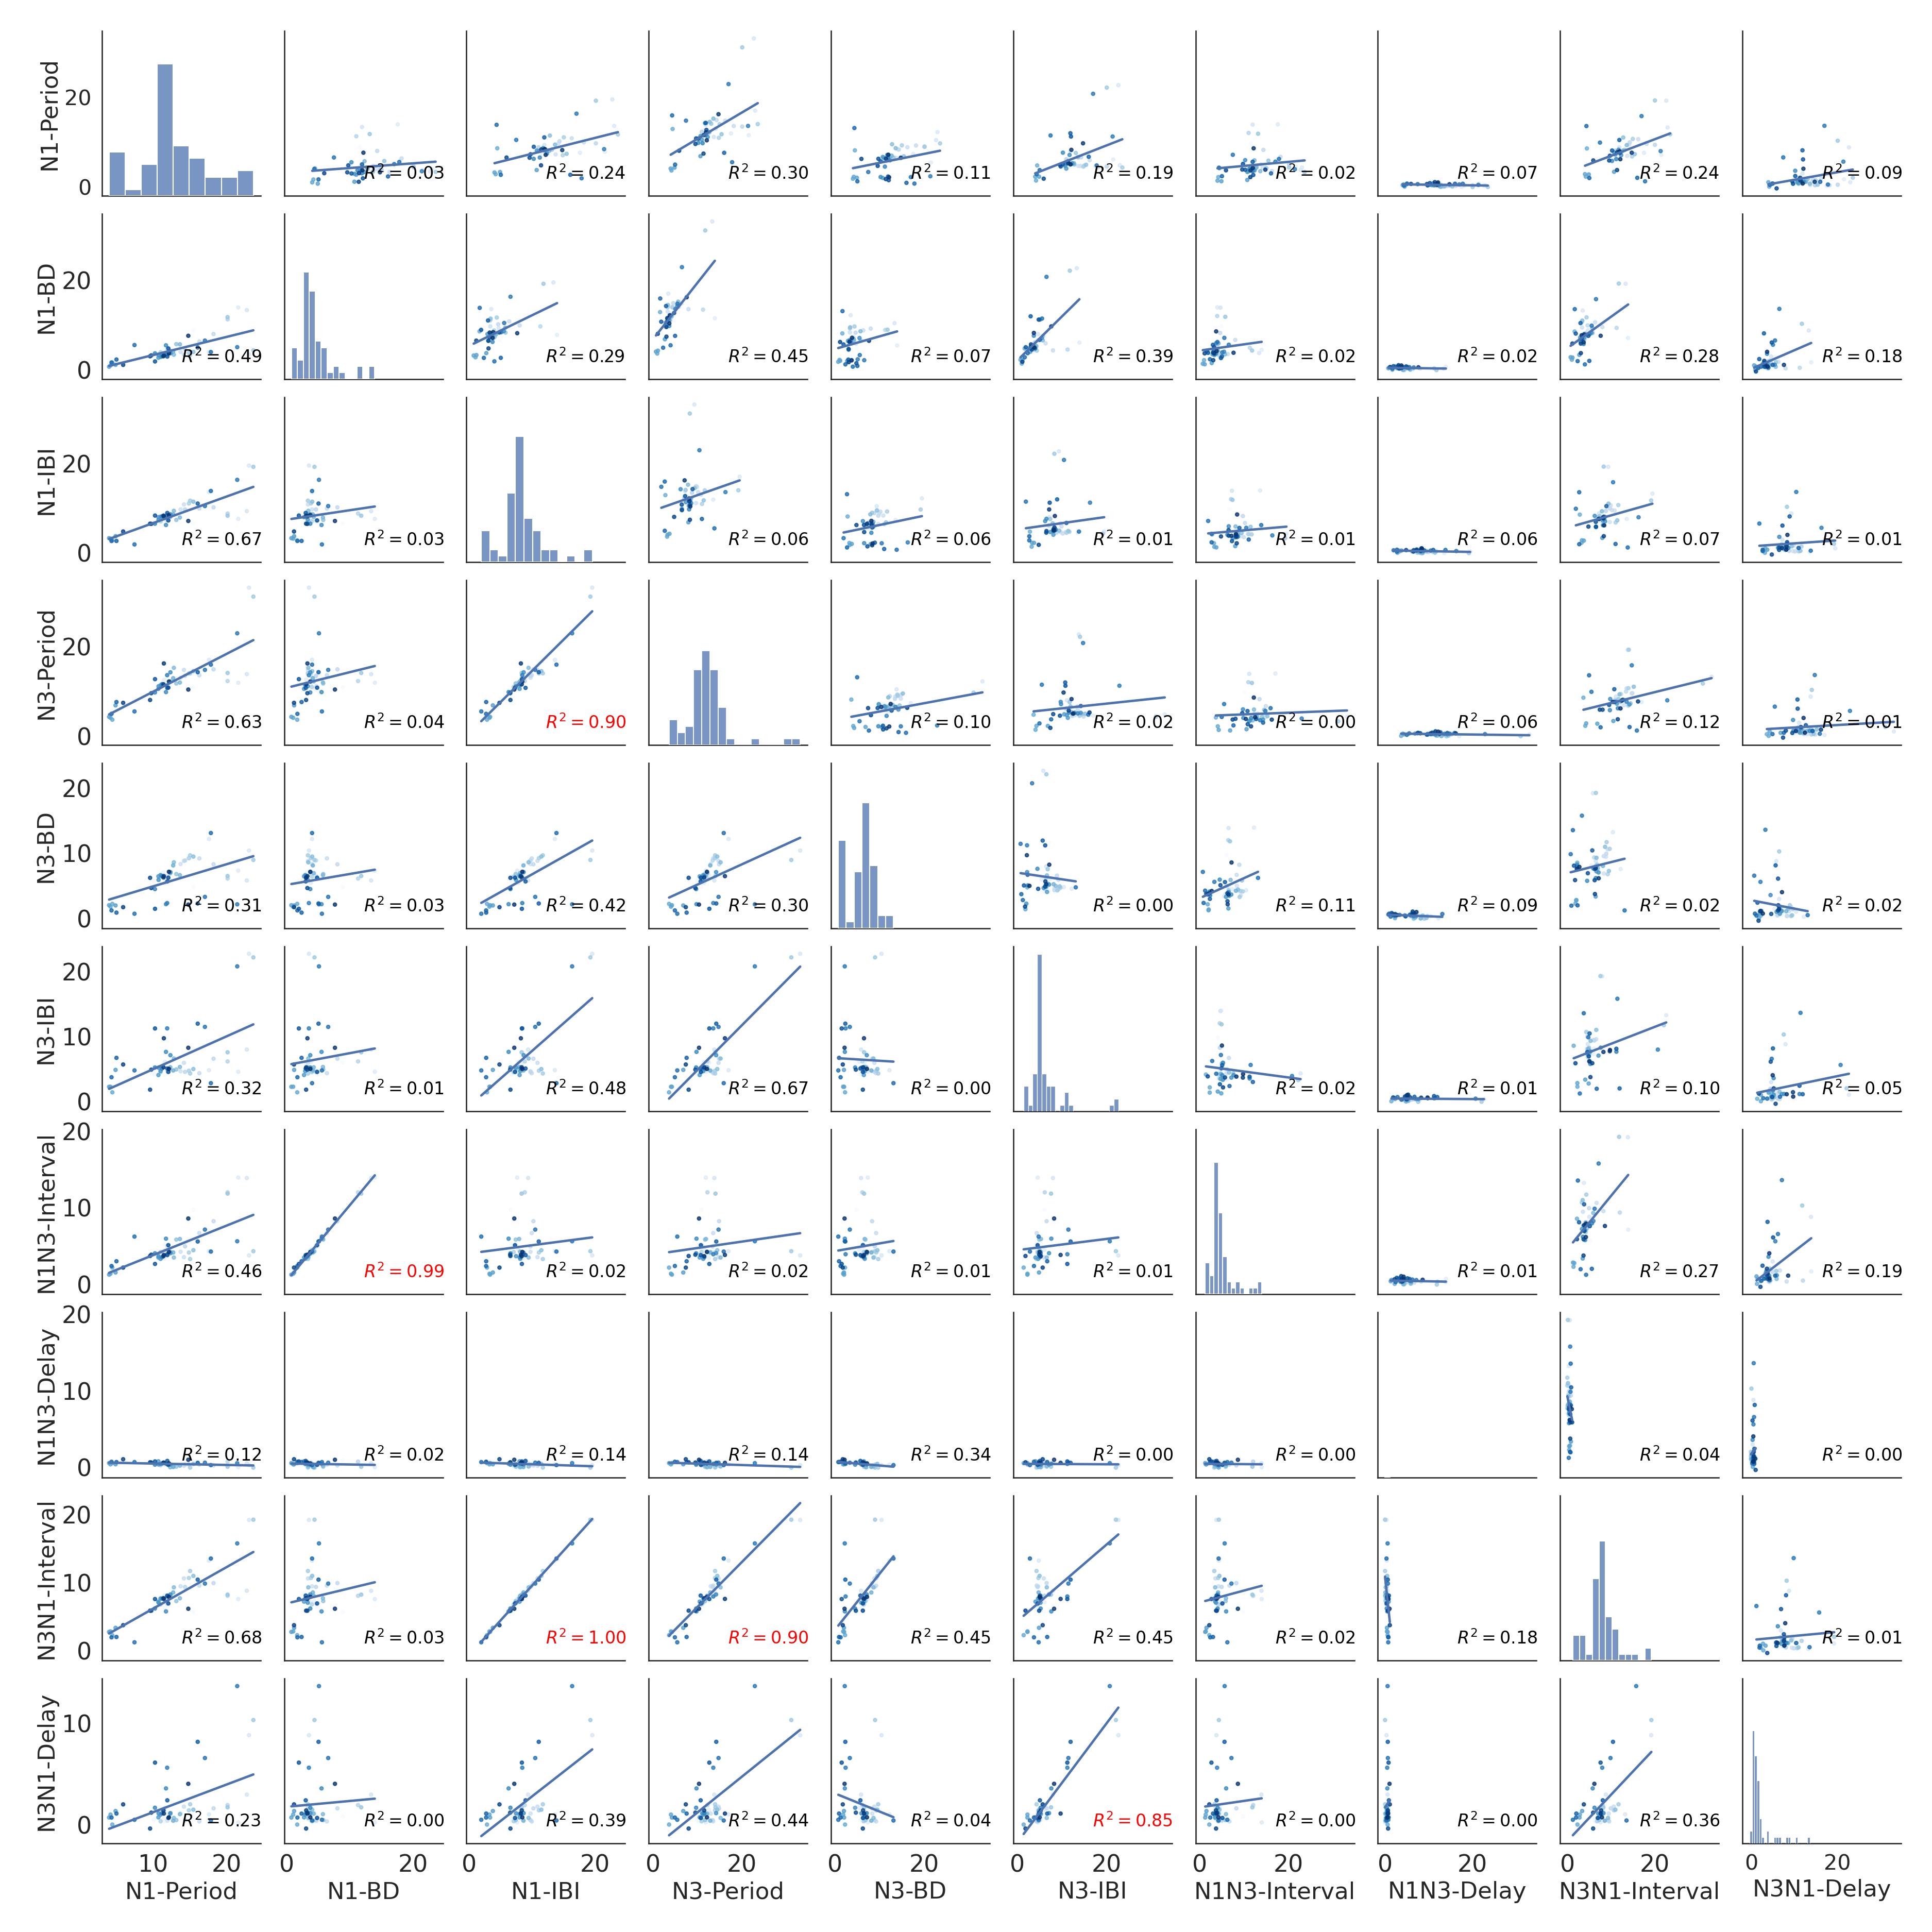 N1-Period
20
0
R² = 0.03 R² = 0.24 R² = 0.30 R² = 0.11 R² = 0.19 R² = 0.02 R² = 0.07 R² = 0.24 R² = 0.09
N1-BD
20
0
R² = 0.49 R² = 0.29 R² = 0.45 R² = 0.07 R² = 0.39 R² = 0.02 R² = 0.02 R² = 0.28 R² = 0.18
N1-IBI
20
0
R² = 0.67 R² = 0.03 R² = 0.06 R² = 0.06 R² = 0.01 R² = 0.01 R² = 0.06 R² = 0.07 R² = 0.01
N3-Period
20
0
R² = 0.63 R² = 0.04 R² = 0.90 R² = 0.10 R² = 0.02 R² = 0.00 R² = 0.06 R² = 0.12 R² = 0.01
N3-BD
20
10
0
R² = 0.31 R² = 0.03 R² = 0.42 R² = 0.30 R² = 0.00 R² = 0.11 R² = 0.09 R² = 0.02 R² = 0.02
N3-IBI
20
10
0
R² = 0.32 R² = 0.01 R² = 0.48 R² = 0.67 R² = 0.00 R² = 0.02 R² = 0.01 R² = 0.10 R² = 0.05
N1N3-Interval
20
10
0
R² = 0.46 R² = 0.99 R² = 0.02 R² = 0.02 R² = 0.01 R² = 0.01 R² = 0.01 R² = 0.27 R² = 0.19
N1N3-Delay
20
10
0
R² = 0.12 R² = 0.02 R² = 0.14 R² = 0.14 R² = 0.34 R² = 0.00 R² = 0.00 R² = 0.04 R² = 0.00
N3N1-Interval
20
10
0
R² = 0.68 R² = 0.03 R² = 1.00 R² = 0.90 R² = 0.45 R² = 0.45 R² = 0.02 R² = 0.18 R² = 0.01
N3N1-Delay
10
0
R² = 0.23 R² = 0.00 R² = 0.39 R² = 0.44 R² = 0.04 R² = 0.85 R² = 0.00 R² = 0.00 R² = 0.36
10 20 0 20 0 20 0 20 0 10 20 0 20 0 20 0 20 0 20 0 20
N1-Period N1-BD N1-IBI N3-Period N3-BD N3-IBI N1N3-Interval N1N3-Delay N3N1-Interval N3N1-Delay